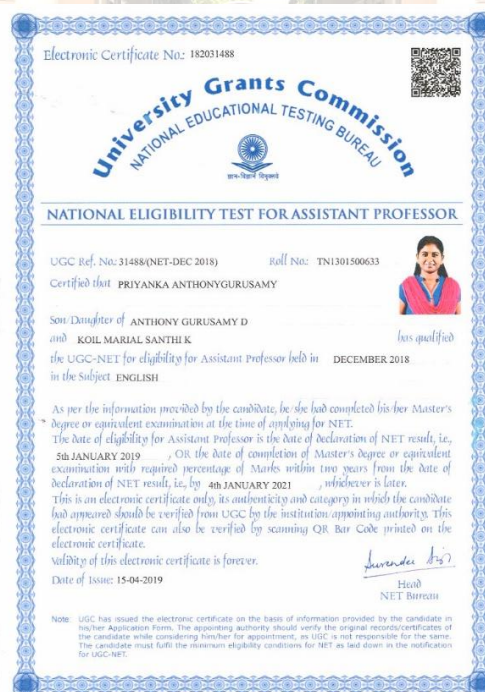 Electronic Certificate No.: 182031488
University Grants Commission
NATIONAL EDUCATIONAL TESTING BUREAU
ज्ञान-विज्ञान विमुक्तये
NATIONAL ELIGIBILITY TEST FOR ASSISTANT PROFESSOR
UGC Ref. No.: 31488/(NET-DEC 2018) Roll No.: TN1301500633
Certified that PRIYANKA ANTHONYGURUSAMY
Son/Daughter of ANTHONY GURUSAMY D
and KOIL MARIAL SANTHI K has qualified
the UGC-NET for eligibility for Assistant Professor held in DECEMBER 2018
in the Subject ENGLISH
As per the information provided by the candidate, he/she had completed his/her Master's
degree or equivalent examination at the time of applying for NET.
The date of eligibility for Assistant Professor is the date of declaration of NET result, i.e.,
5th JANUARY 2019 , OR the date of completion of Master's degree or equivalent
examination with required percentage of Marks within two years from the date of
declaration of NET result, i.e., by 4th JANUARY 2021 , whichever is later.
This is an electronic certificate only, its authenticity and category in which the candidate
had appeared should be verified from UGC by the institution/appointing authority. This
electronic certificate can also be verified by scanning QR Bar Code printed on the
electronic certificate.
Validity of this electronic certificate is forever.
Date of Issue: 15-04-2019
Head
NET Bureau
Note: UGC has issued the electronic certificate on the basis of information provided by the candidate in
his/her Application Form. The appointing authority should verify the original records/certificates of
the candidate while considering him/her for appointment, as UGC is not responsible for the same.
The candidate must fulfil the minimum eligibility conditions for NET as laid down in the notification
for UGC-NET.